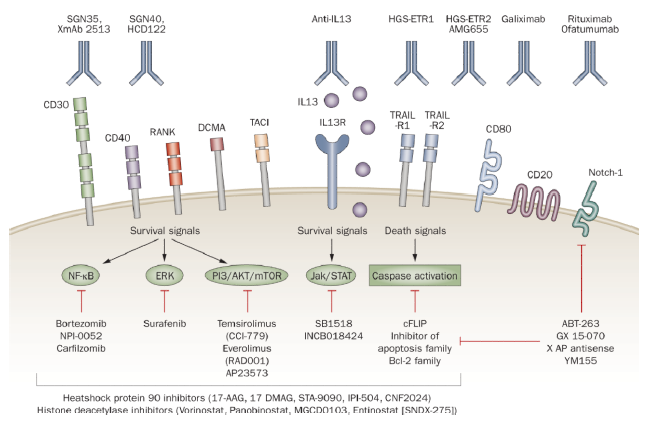 SGN35,
XmAb 2513
SGN40,
HCD122
Anti-IL13
HGS-ETR1
HGS-ETR2
AMG655
Galiximab
Rituximab
Ofatumumab
CD30
CD40
RANK
DCMA
TACI
IL13
IL13R
TRAIL
-R1
TRAIL
-R2
CD80
CD20
Notch-1
Survival signals
Survival signals
Death signals
NF-κB
ERK
PI3/AKT/mTOR
Jak/STAT
Caspase activation
Bortezomib
NPI-0052
Carfilzomib
Surafenib
Temsirolimus
(CCI-779)
Everolimus
(RAD001)
AP23573
SB1518
INCB018424
cFLIP
Inhibitor of
apoptosis family
Bcl-2 family
ABT-263
GX 15-070
X AP antisense
YM155
Heatshock protein 90 inhibitors (17-AAG, 17 DMAG, STA-9090, IPI-504, CNF2024)
Histone deacetylase inhibitors (Vorinostat, Panobinostat, MGCD0103, Entinostat [SNDX-275])